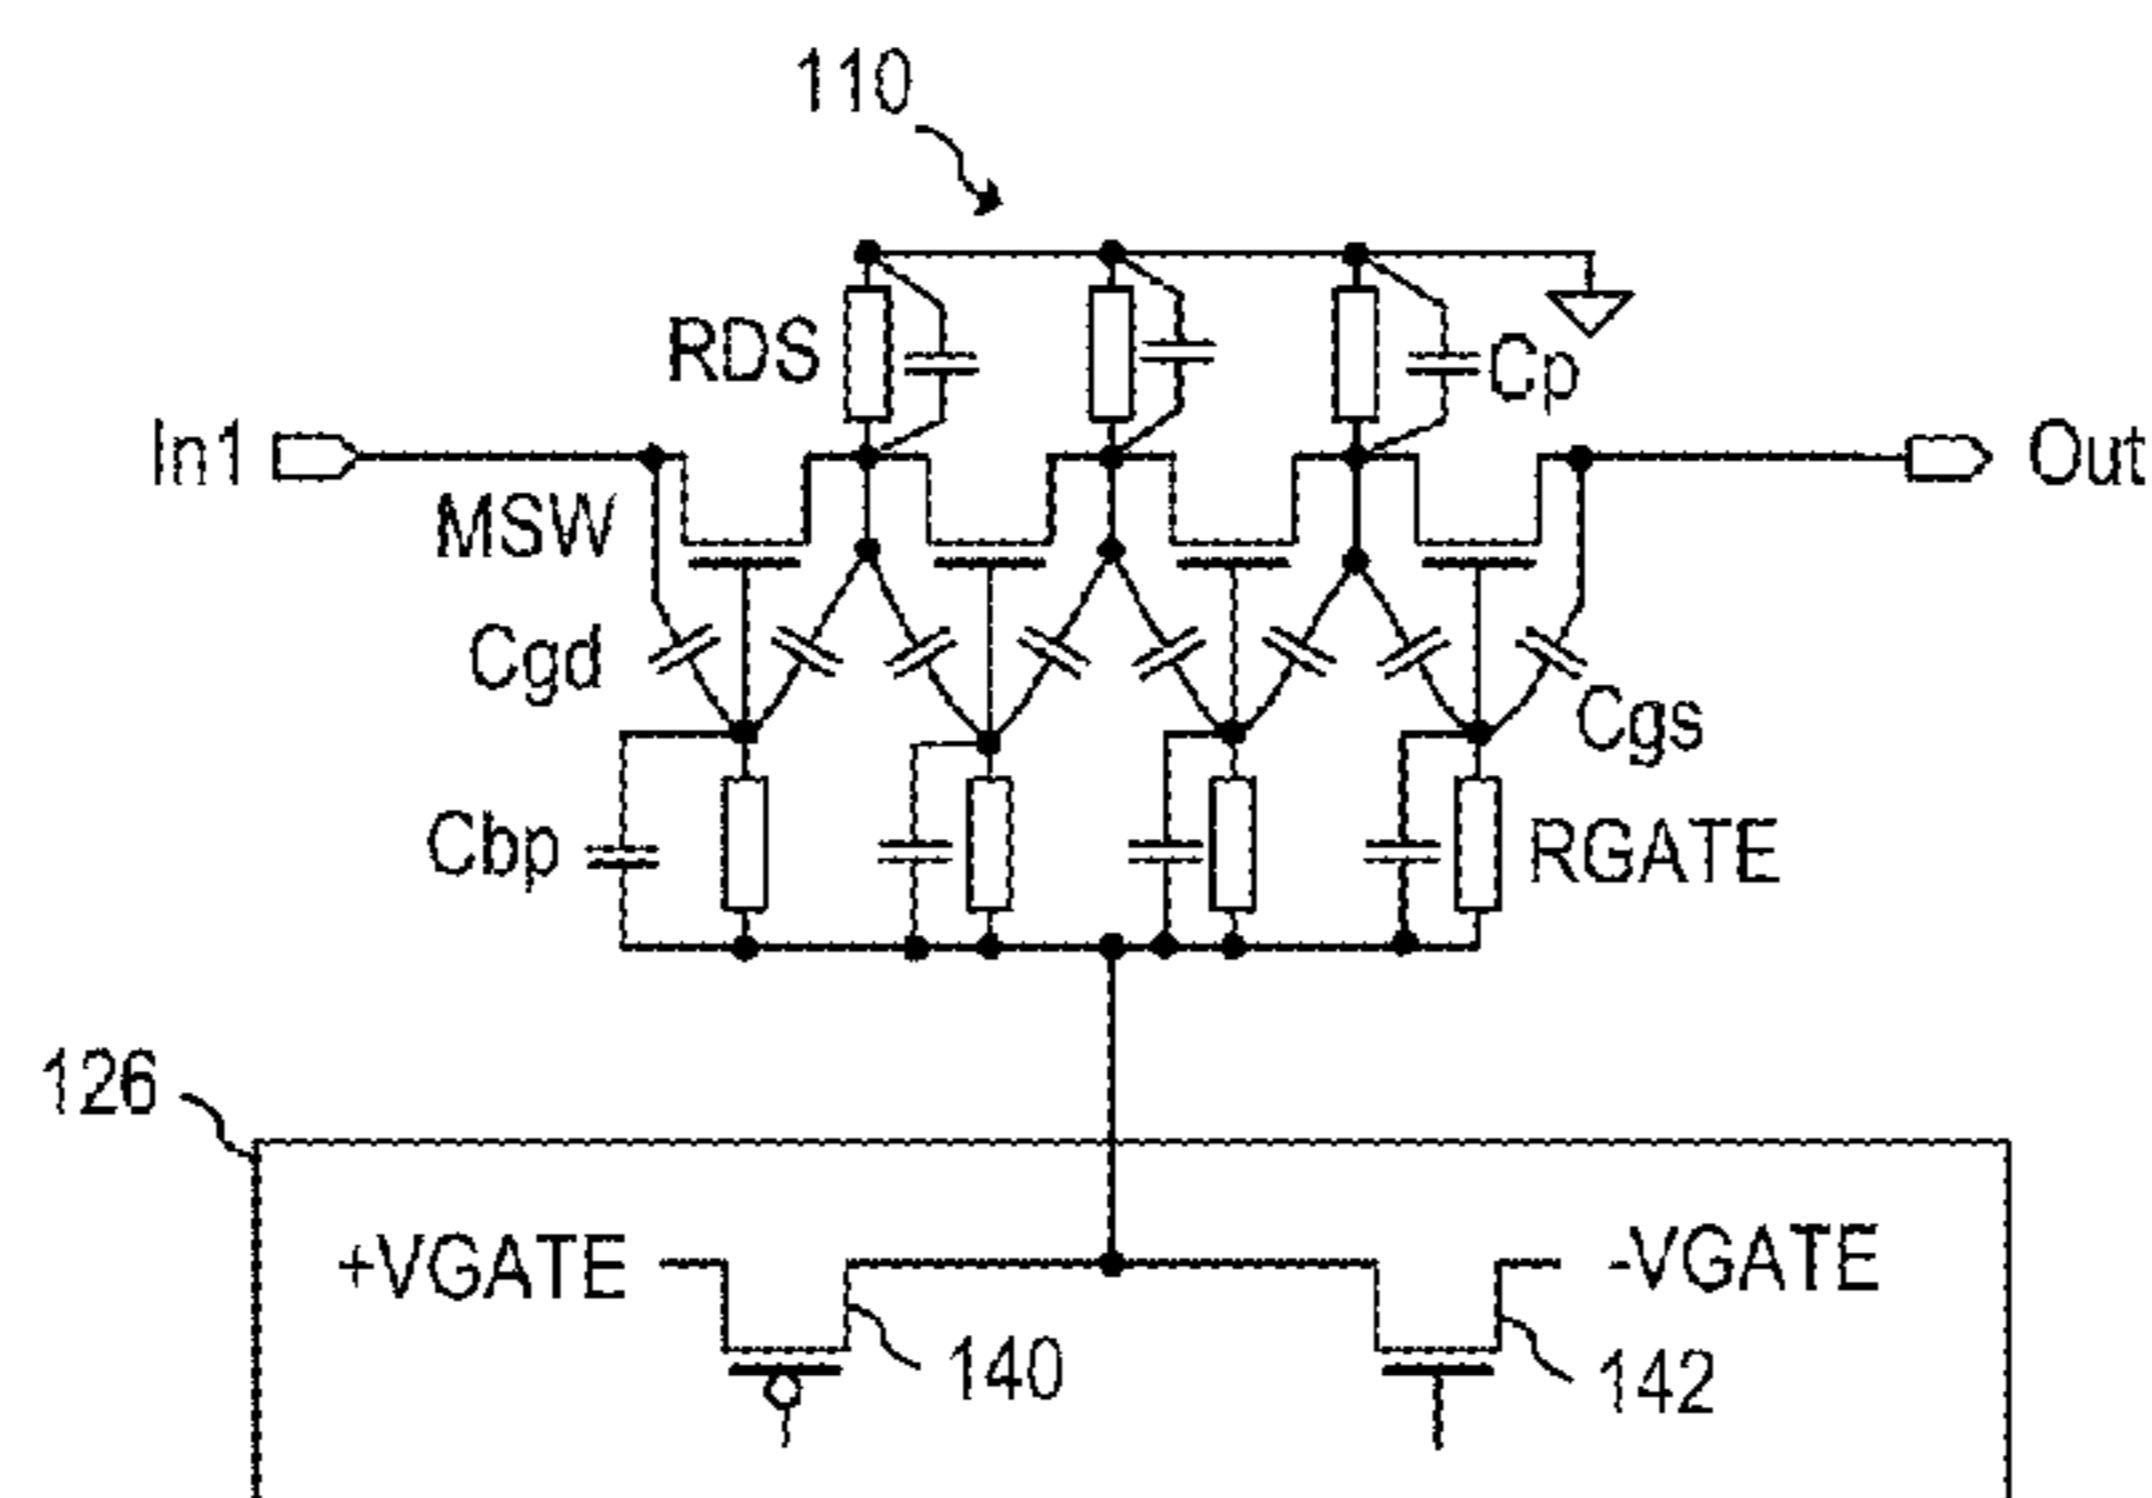 110
RDS
Cp
In1
Out
MSW
Cgd
Cgs
Cbp
RGATE
126
+VGATE
-VGATE
140
142